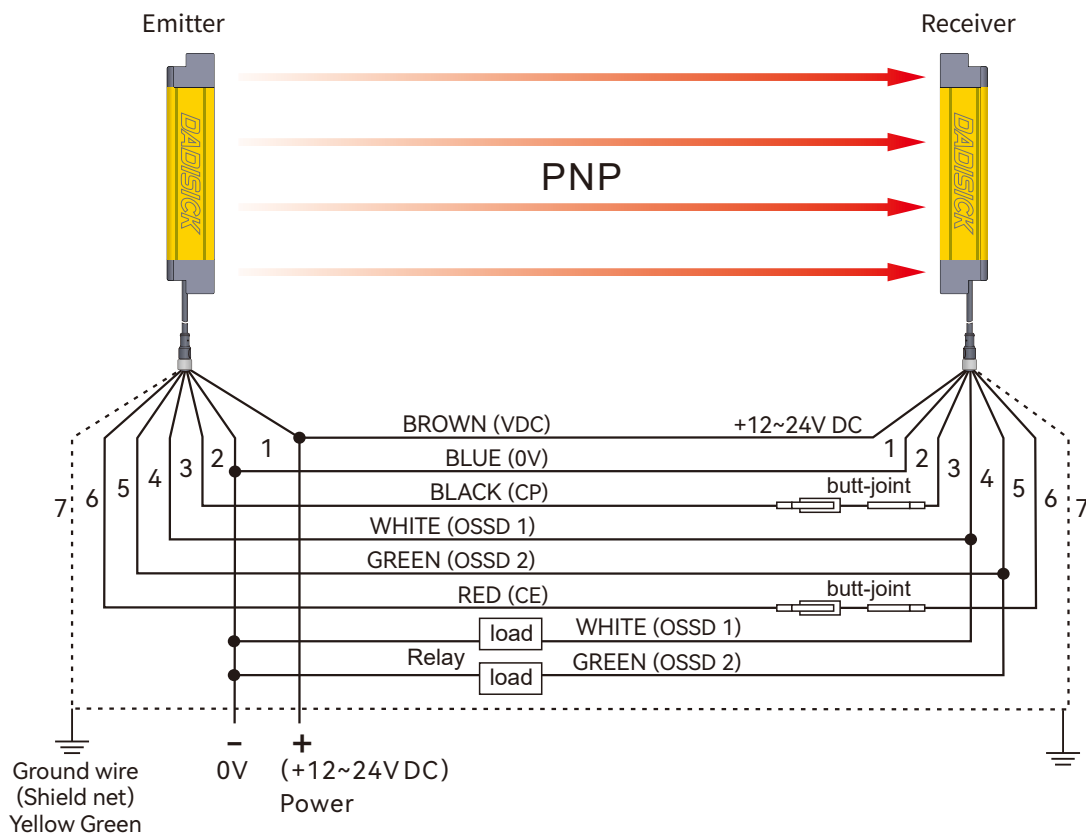 Emitter
Receiver
DADISICK
DADISICK
PNP
BROWN (VDC)
+12~24V DC
BLUE (0V)
BLACK (CP)
butt-joint
WHITE (OSSD 1)
GREEN (OSSD 2)
RED (CE)
butt-joint
7 6 5 4 3 2 1
1 2 3 4 5 6 7
load
WHITE (OSSD 1)
Relay
load
GREEN (OSSD 2)
- +
0V
(+12~24V DC)
Power
Ground wire
(Shield net)
Yellow Green